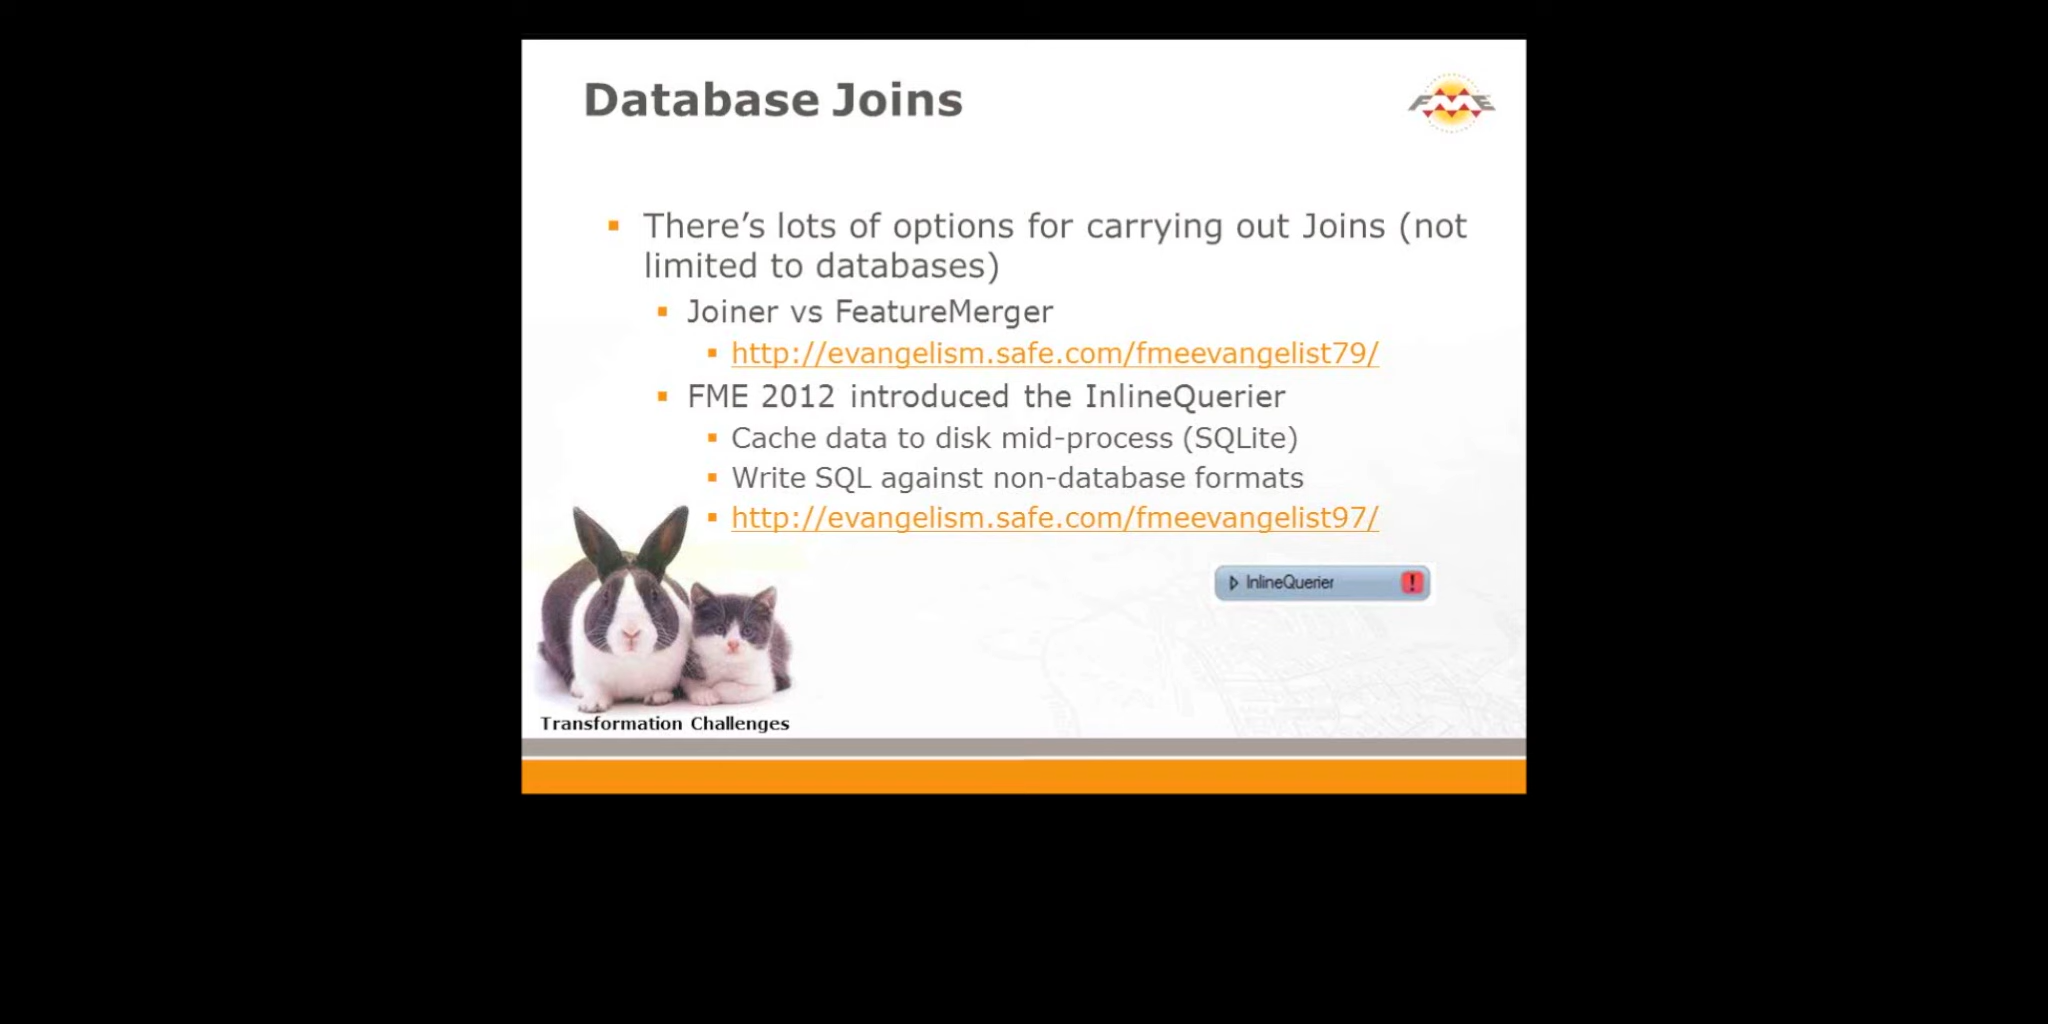 Database Joins
FME
There’s lots of options for carrying out Joins (not
limited to databases)
Joiner vs FeatureMerger
http://evangelism.safe.com/fmeevangelist79/
FME 2012 introduced the InlineQuerier
Cache data to disk mid-process (SQLite)
Write SQL against non-database formats
http://evangelism.safe.com/fmeevangelist97/
InlineQuerier !
Transformation Challenges